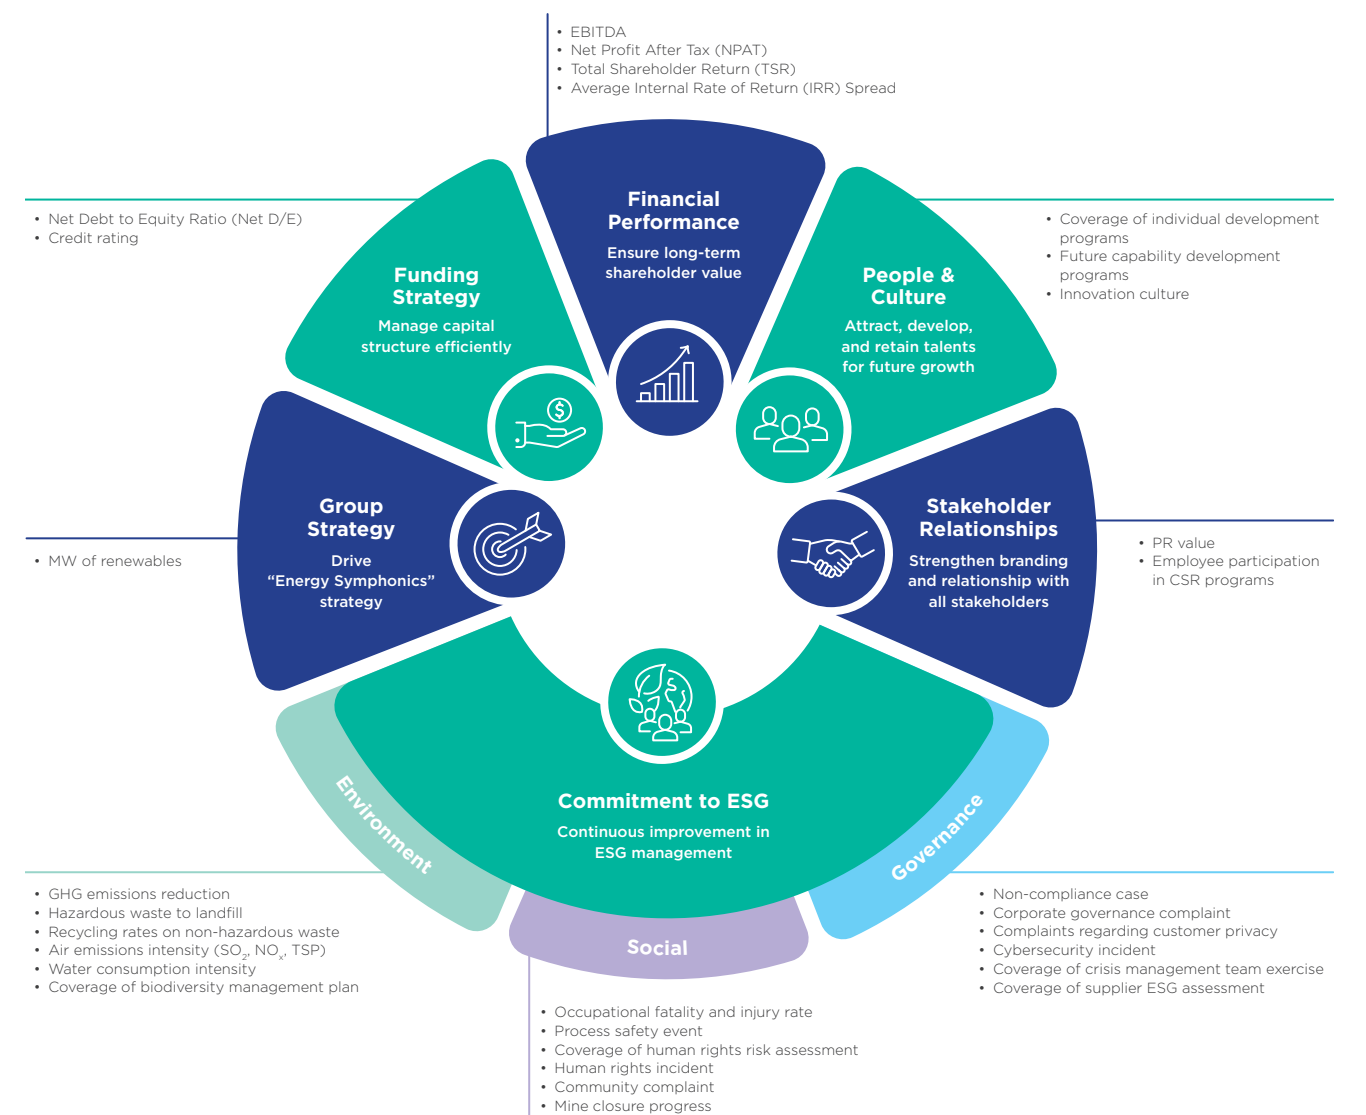 • EBITDA
• Net Profit After Tax (NPAT)
• Total Shareholder Return (TSR)
• Average Internal Rate of Return (IRR) Spread
Financial
Performance
Ensure long-term
shareholder value
• Net Debt to Equity Ratio (Net D/E)
• Credit rating
Funding
Strategy
Manage capital
structure efficiently
People &
Culture
Attract, develop,
and retain talents
for future growth
• Coverage of individual development
programs
• Future capability development
programs
• Innovation culture
Group
Strategy
Drive
“Energy Symphonics”
strategy
• MW of renewables
Stakeholder
Relationships
Strengthen branding
and relationship with
all stakeholders
• PR value
• Employee participation
in CSR programs
Commitment to ESG
Continuous improvement in
ESG management
Environment
• GHG emissions reduction
• Hazardous waste to landfill
• Recycling rates on non-hazardous waste
• Air emissions intensity (SO₂, NOₓ, TSP)
• Water consumption intensity
• Coverage of biodiversity management plan
Social
• Occupational fatality and injury rate
• Process safety event
• Coverage of human rights risk assessment
• Human rights incident
• Community complaint
• Mine closure progress
Governance
• Non-compliance case
• Corporate governance complaint
• Complaints regarding customer privacy
• Cybersecurity incident
• Coverage of crisis management team exercise
• Coverage of supplier ESG assessment